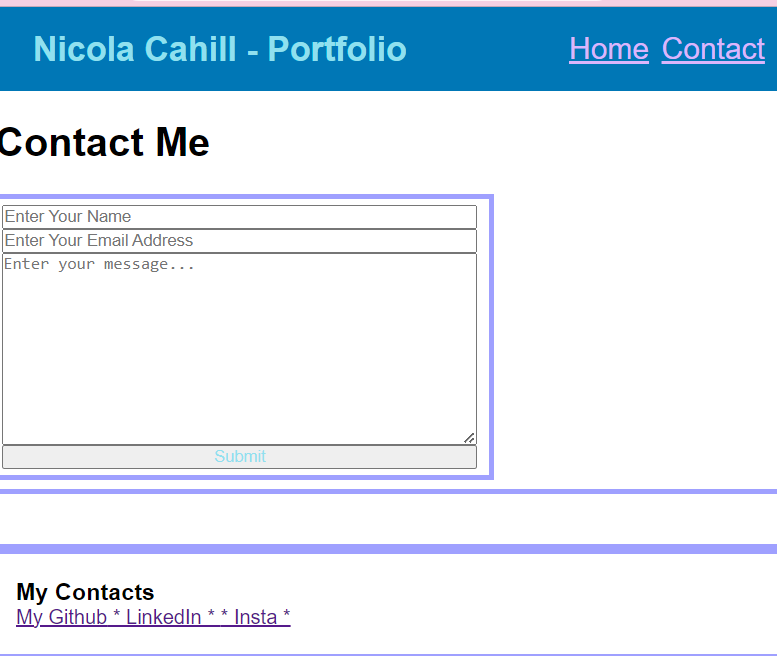 Nicola Cahill - Portfolio Home Contact
Contact Me
Enter Your Name
Enter Your Email Address
Enter your message...
Submit
My Contacts
My Github * LinkedIn * * Insta *